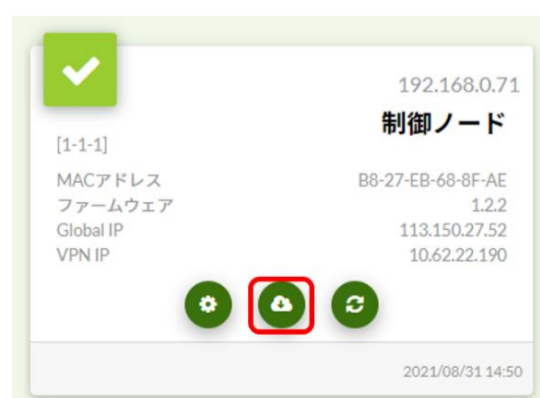 192.168.0.71
制御ノード
[1-1-1]
MACアドレス B8-27-EB-68-8F-AE
ファームウェア 1.2.2
Global IP 113.150.27.52
VPN IP 10.62.22.190
2021/08/31 14:50